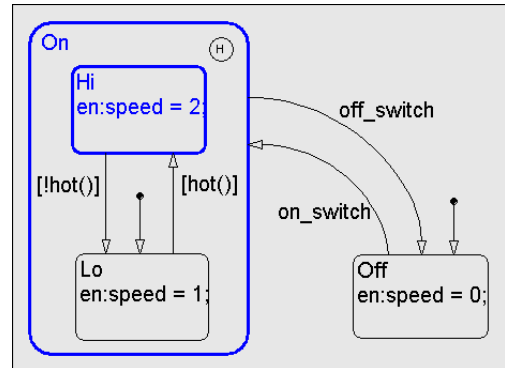 On
H
Hi
en:speed = 2;
off_switch
[!hot()]
[hot()]
on_switch
Lo
en:speed = 1;
Off
en:speed = 0;